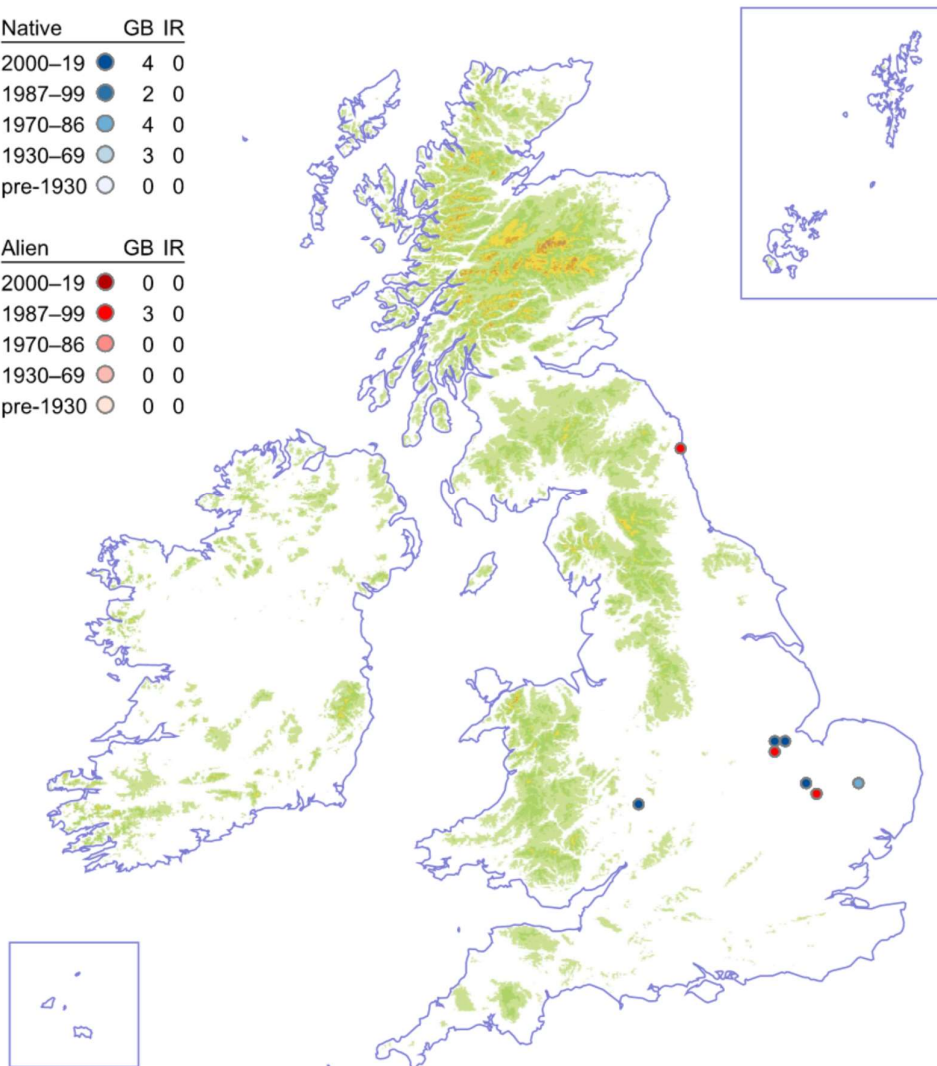 Native GB IR
2000–19 4 0
1987–99 2 0
1970–86 4 0
1930–69 3 0
pre-1930 0 0
Alien GB IR
2000–19 0 0
1987–99 3 0
1970–86 0 0
1930–69 0 0
pre-1930 0 0